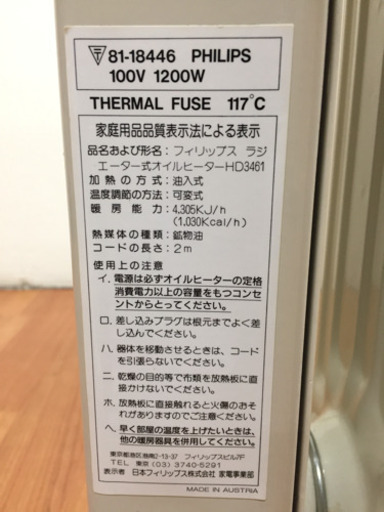 81-18446 PHILIPS
100V 1200W
THERMAL FUSE 117°C
家庭用品品質表示法による表示
品名および形名：フィリップス ラジ
エーター式オイルヒーターHD3461
加熱の方式：油入式
温度調節の方法：可変式
暖房能力：4.305KJ/h
(1.030Kcal/h)
熱媒体の種類：鉱物油
コードの長さ：2m
使用上の注意
イ. 電源は必ずオイルヒーターの定格
消費電力以上の容量をもつコンセ
ントからとってください。
ロ. 差し込みプラグは根元までよく差
し込んでください。
ハ. 器体を移動させるときは、コード
を引張らないでください。
ニ. 乾燥の目的等で布類を放熱板に直
接かけないでください。
ホ. 放熱板に直接触れると火傷のおそ
れがありますのでご注意ください。
ヘ. 早く部屋の温度を上げたいときは、
他の暖房器具を併用してください。
東京都港区港南2-13-37 フィリップスビル7F
TEL 東京 (03) 3740-5291
表示者 日本フィリップス株式会社 家電事業部
MADE IN AUSTRIA